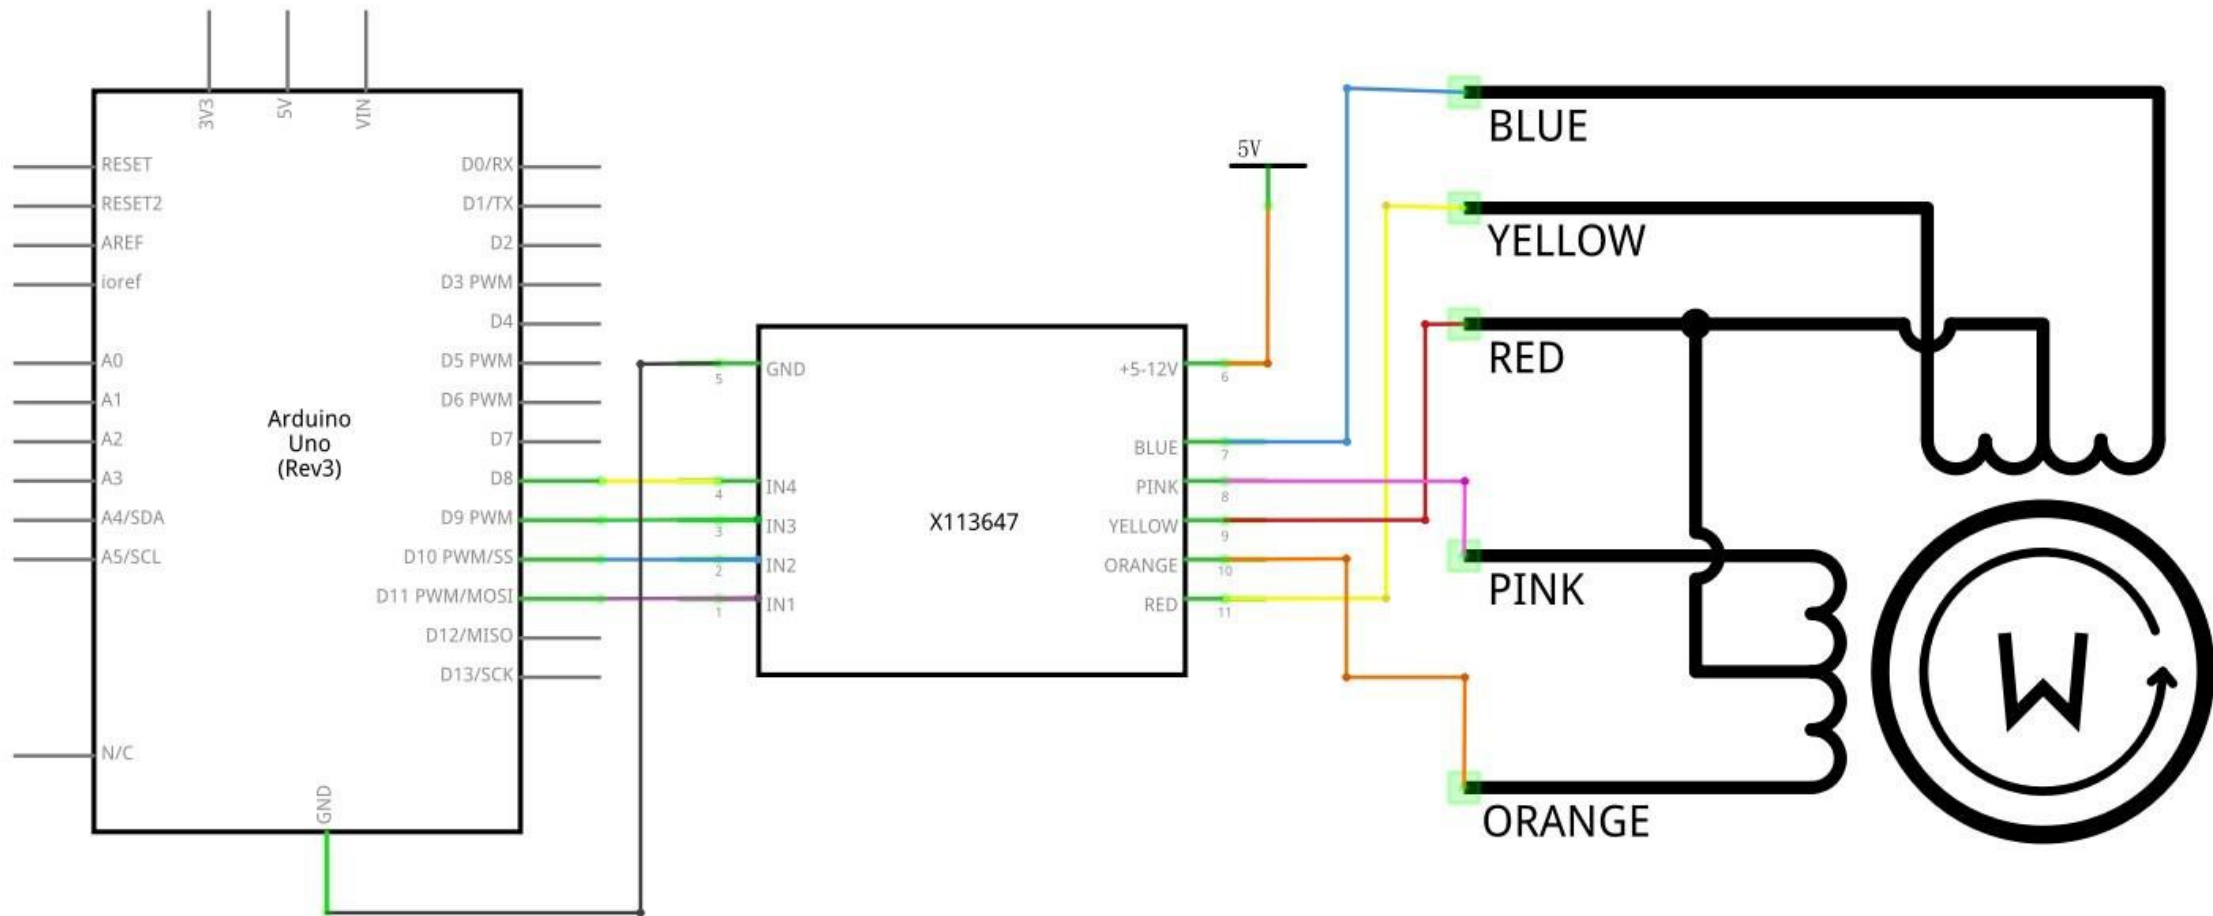 3V3
5V
VIN
RESET
RESET2
AREF
ioref
A0
A1
A2
A3
A4/SDA
A5/SCL
N/C
Arduino
Uno
(Rev3)
D0/RX
D1/TX
D2
D3 PWM
D4
D5 PWM
D6 PWM
D7
D8
D9 PWM
D10 PWM/SS
D11 PWM/MOSI
D12/MISO
D13/SCK
GND
5
4
3
2
1
GND
IN4
IN3
IN2
IN1
X113647
+5-12V
BLUE
PINK
YELLOW
ORANGE
RED
6
7
8
9
10
11
5V
BLUE
YELLOW
RED
PINK
ORANGE
M